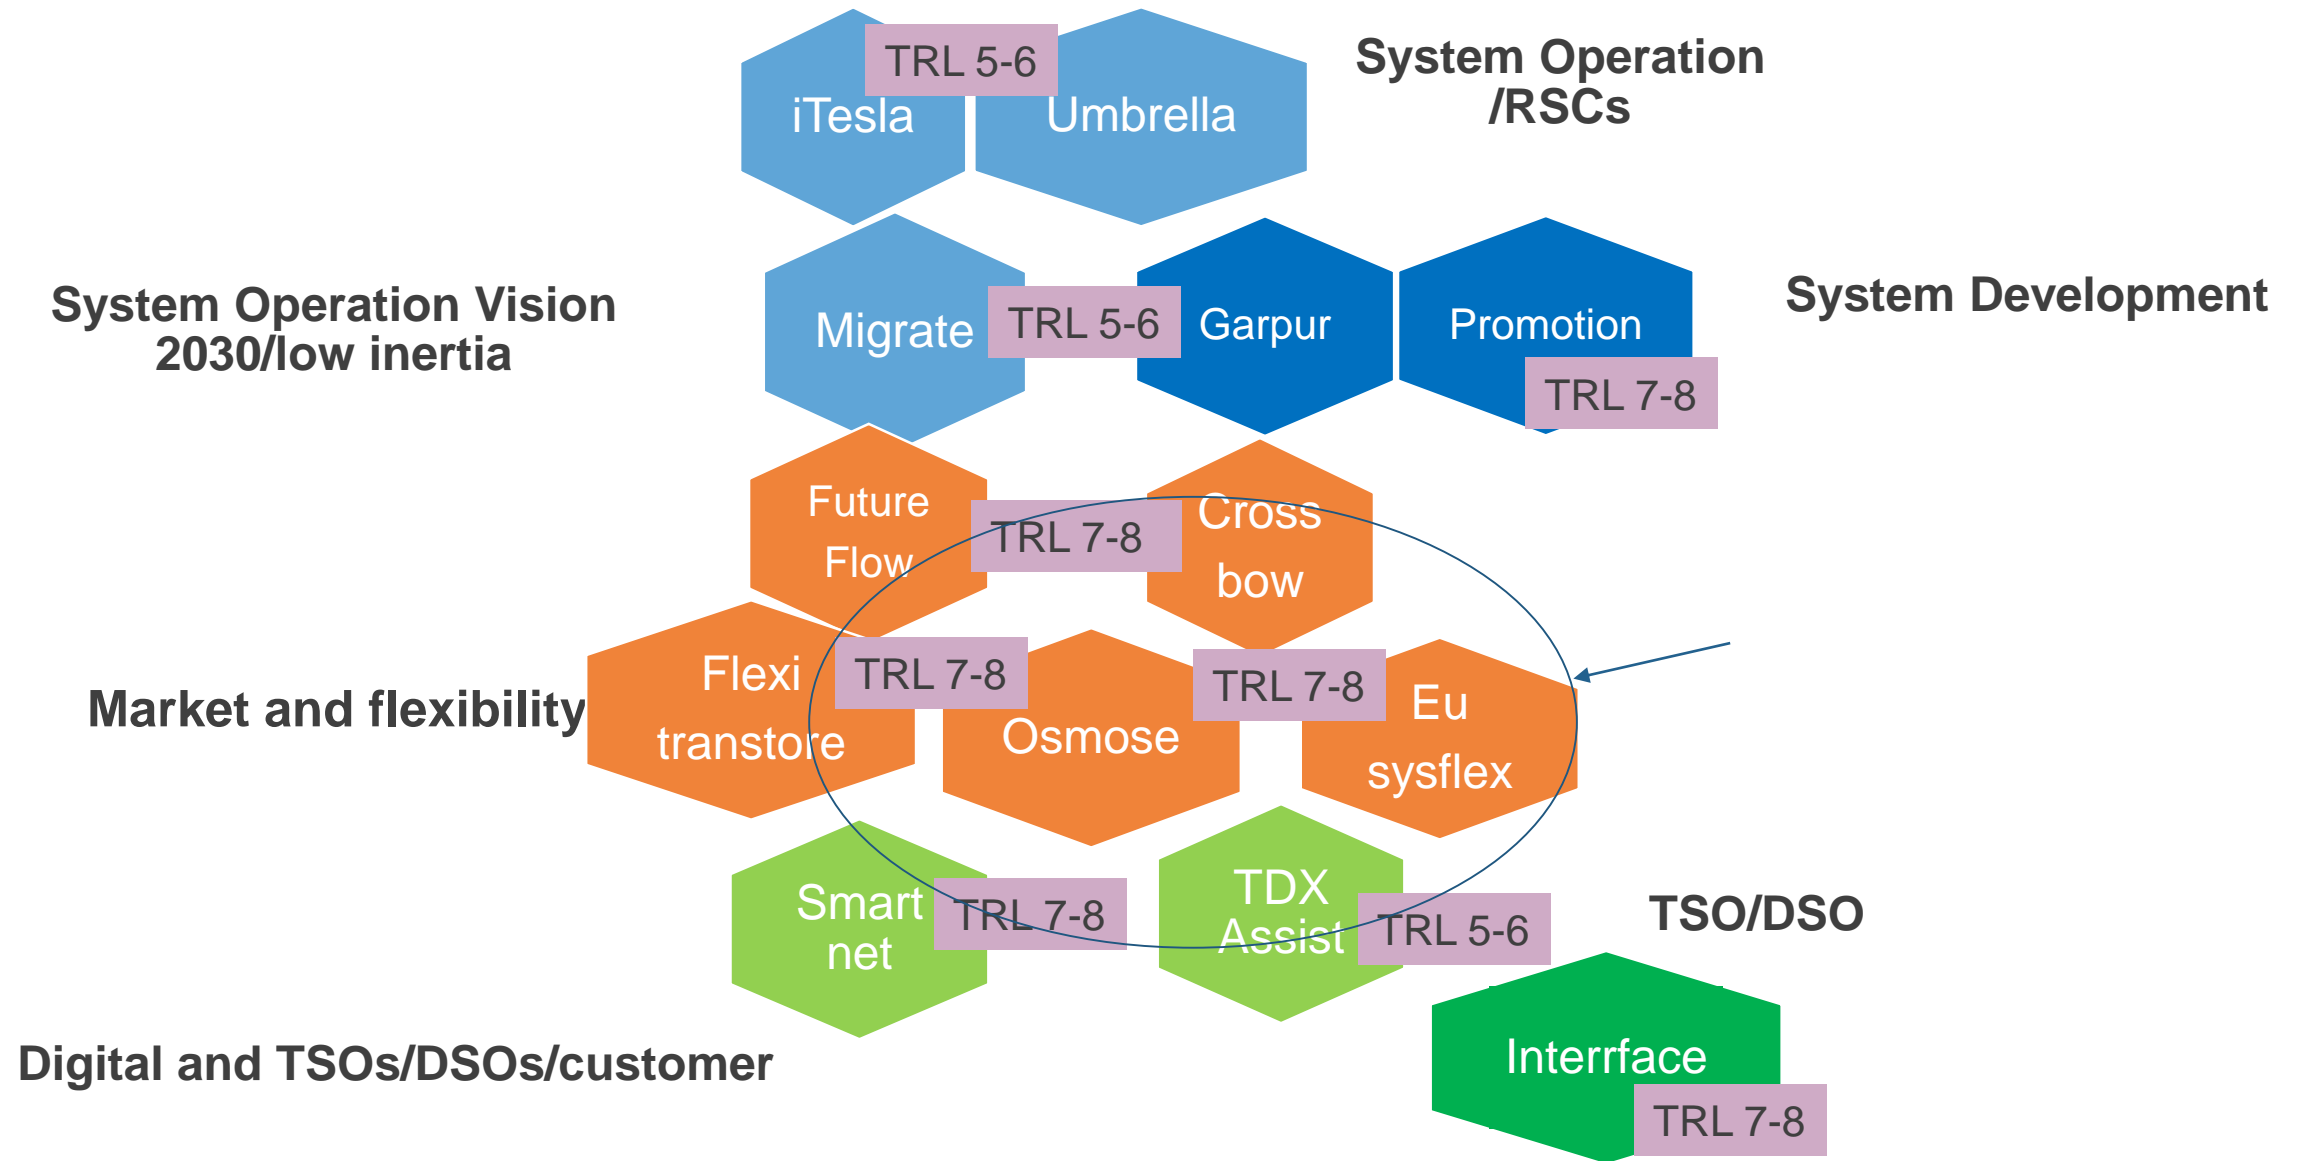 TRL 5-6
iTesla
Umbrella
System Operation
/RSCs
System Operation Vision
2030/low inertia
Migrate
TRL 5-6
Garpur
Promotion
TRL 7-8
System Development
Future
Flow
TRL 7-8
Cross
bow
Market and flexibility
Flexi
transtore
TRL 7-8
Osmose
TRL 7-8
Eu
sysflex
Smart
net
TRL 7-8
TDX
Assist
TRL 5-6
TSO/DSO
Digital and TSOs/DSOs/customer
Interrface
TRL 7-8